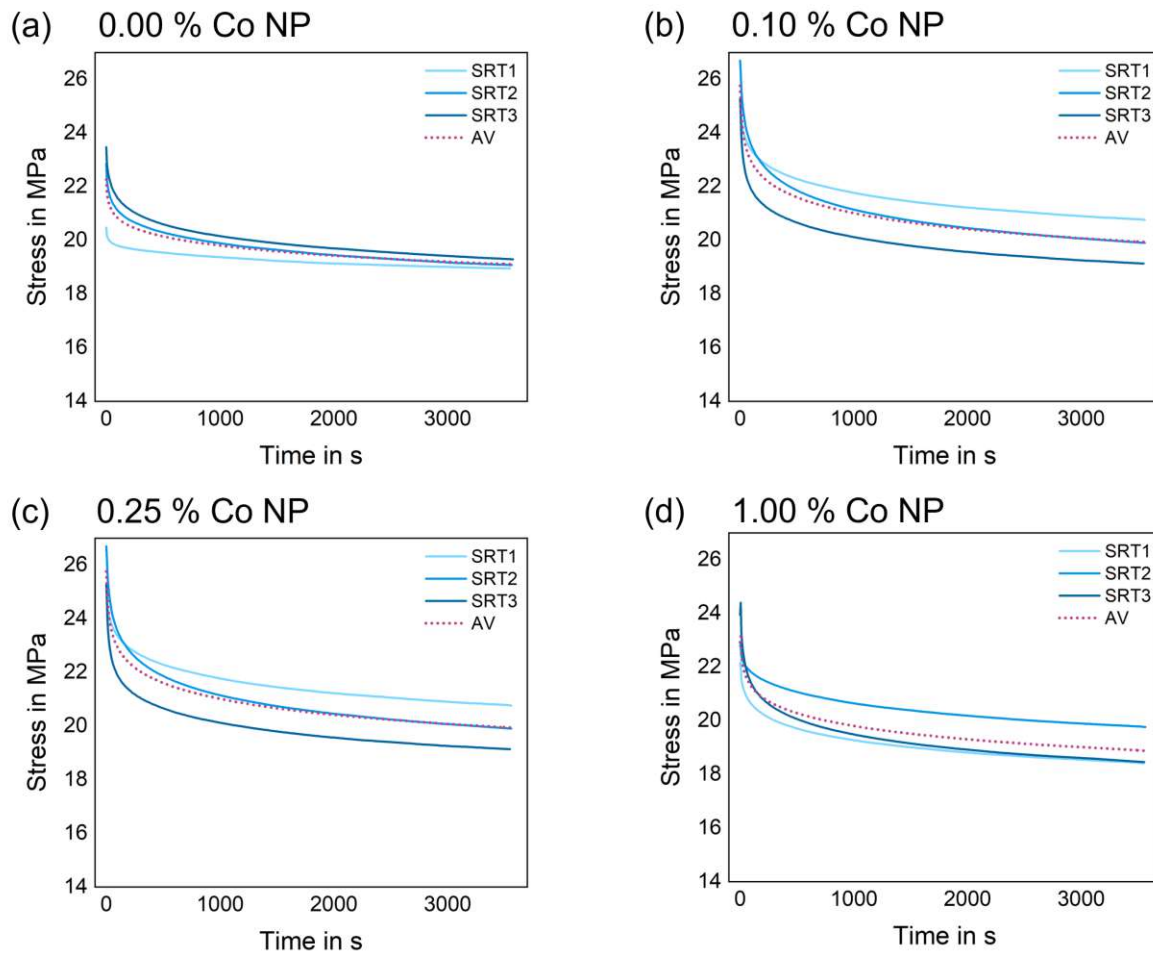 (a) 0.00 % Co NP
26
24
22
20
18
16
14
Stress in MPa
SRT1
SRT2
SRT3
AV
0 1000 2000 3000
Time in s
(b) 0.10 % Co NP
26
24
22
20
18
16
14
Stress in MPa
SRT1
SRT2
SRT3
AV
0 1000 2000 3000
Time in s
(c) 0.25 % Co NP
26
24
22
20
18
16
14
Stress in MPa
SRT1
SRT2
SRT3
AV
0 1000 2000 3000
Time in s
(d) 1.00 % Co NP
26
24
22
20
18
16
14
Stress in MPa
SRT1
SRT2
SRT3
AV
0 1000 2000 3000
Time in s